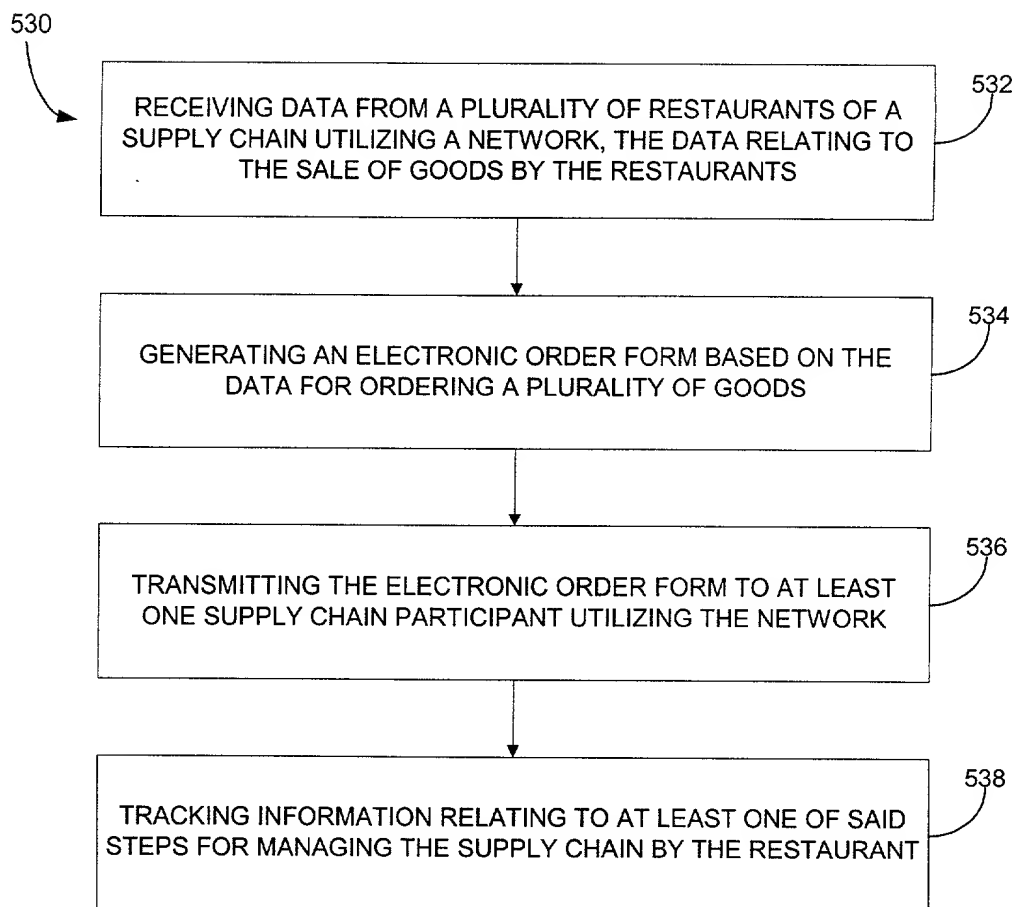 530
RECEIVING DATA FROM A PLURALITY OF RESTAURANTS OF A
SUPPLY CHAIN UTILIZING A NETWORK, THE DATA RELATING TO
THE SALE OF GOODS BY THE RESTAURANTS
532
GENERATING AN ELECTRONIC ORDER FORM BASED ON THE
DATA FOR ORDERING A PLURALITY OF GOODS
534
TRANSMITTING THE ELECTRONIC ORDER FORM TO AT LEAST
ONE SUPPLY CHAIN PARTICIPANT UTILIZING THE NETWORK
536
TRACKING INFORMATION RELATING TO AT LEAST ONE OF SAID
STEPS FOR MANAGING THE SUPPLY CHAIN BY THE RESTAURANT
538